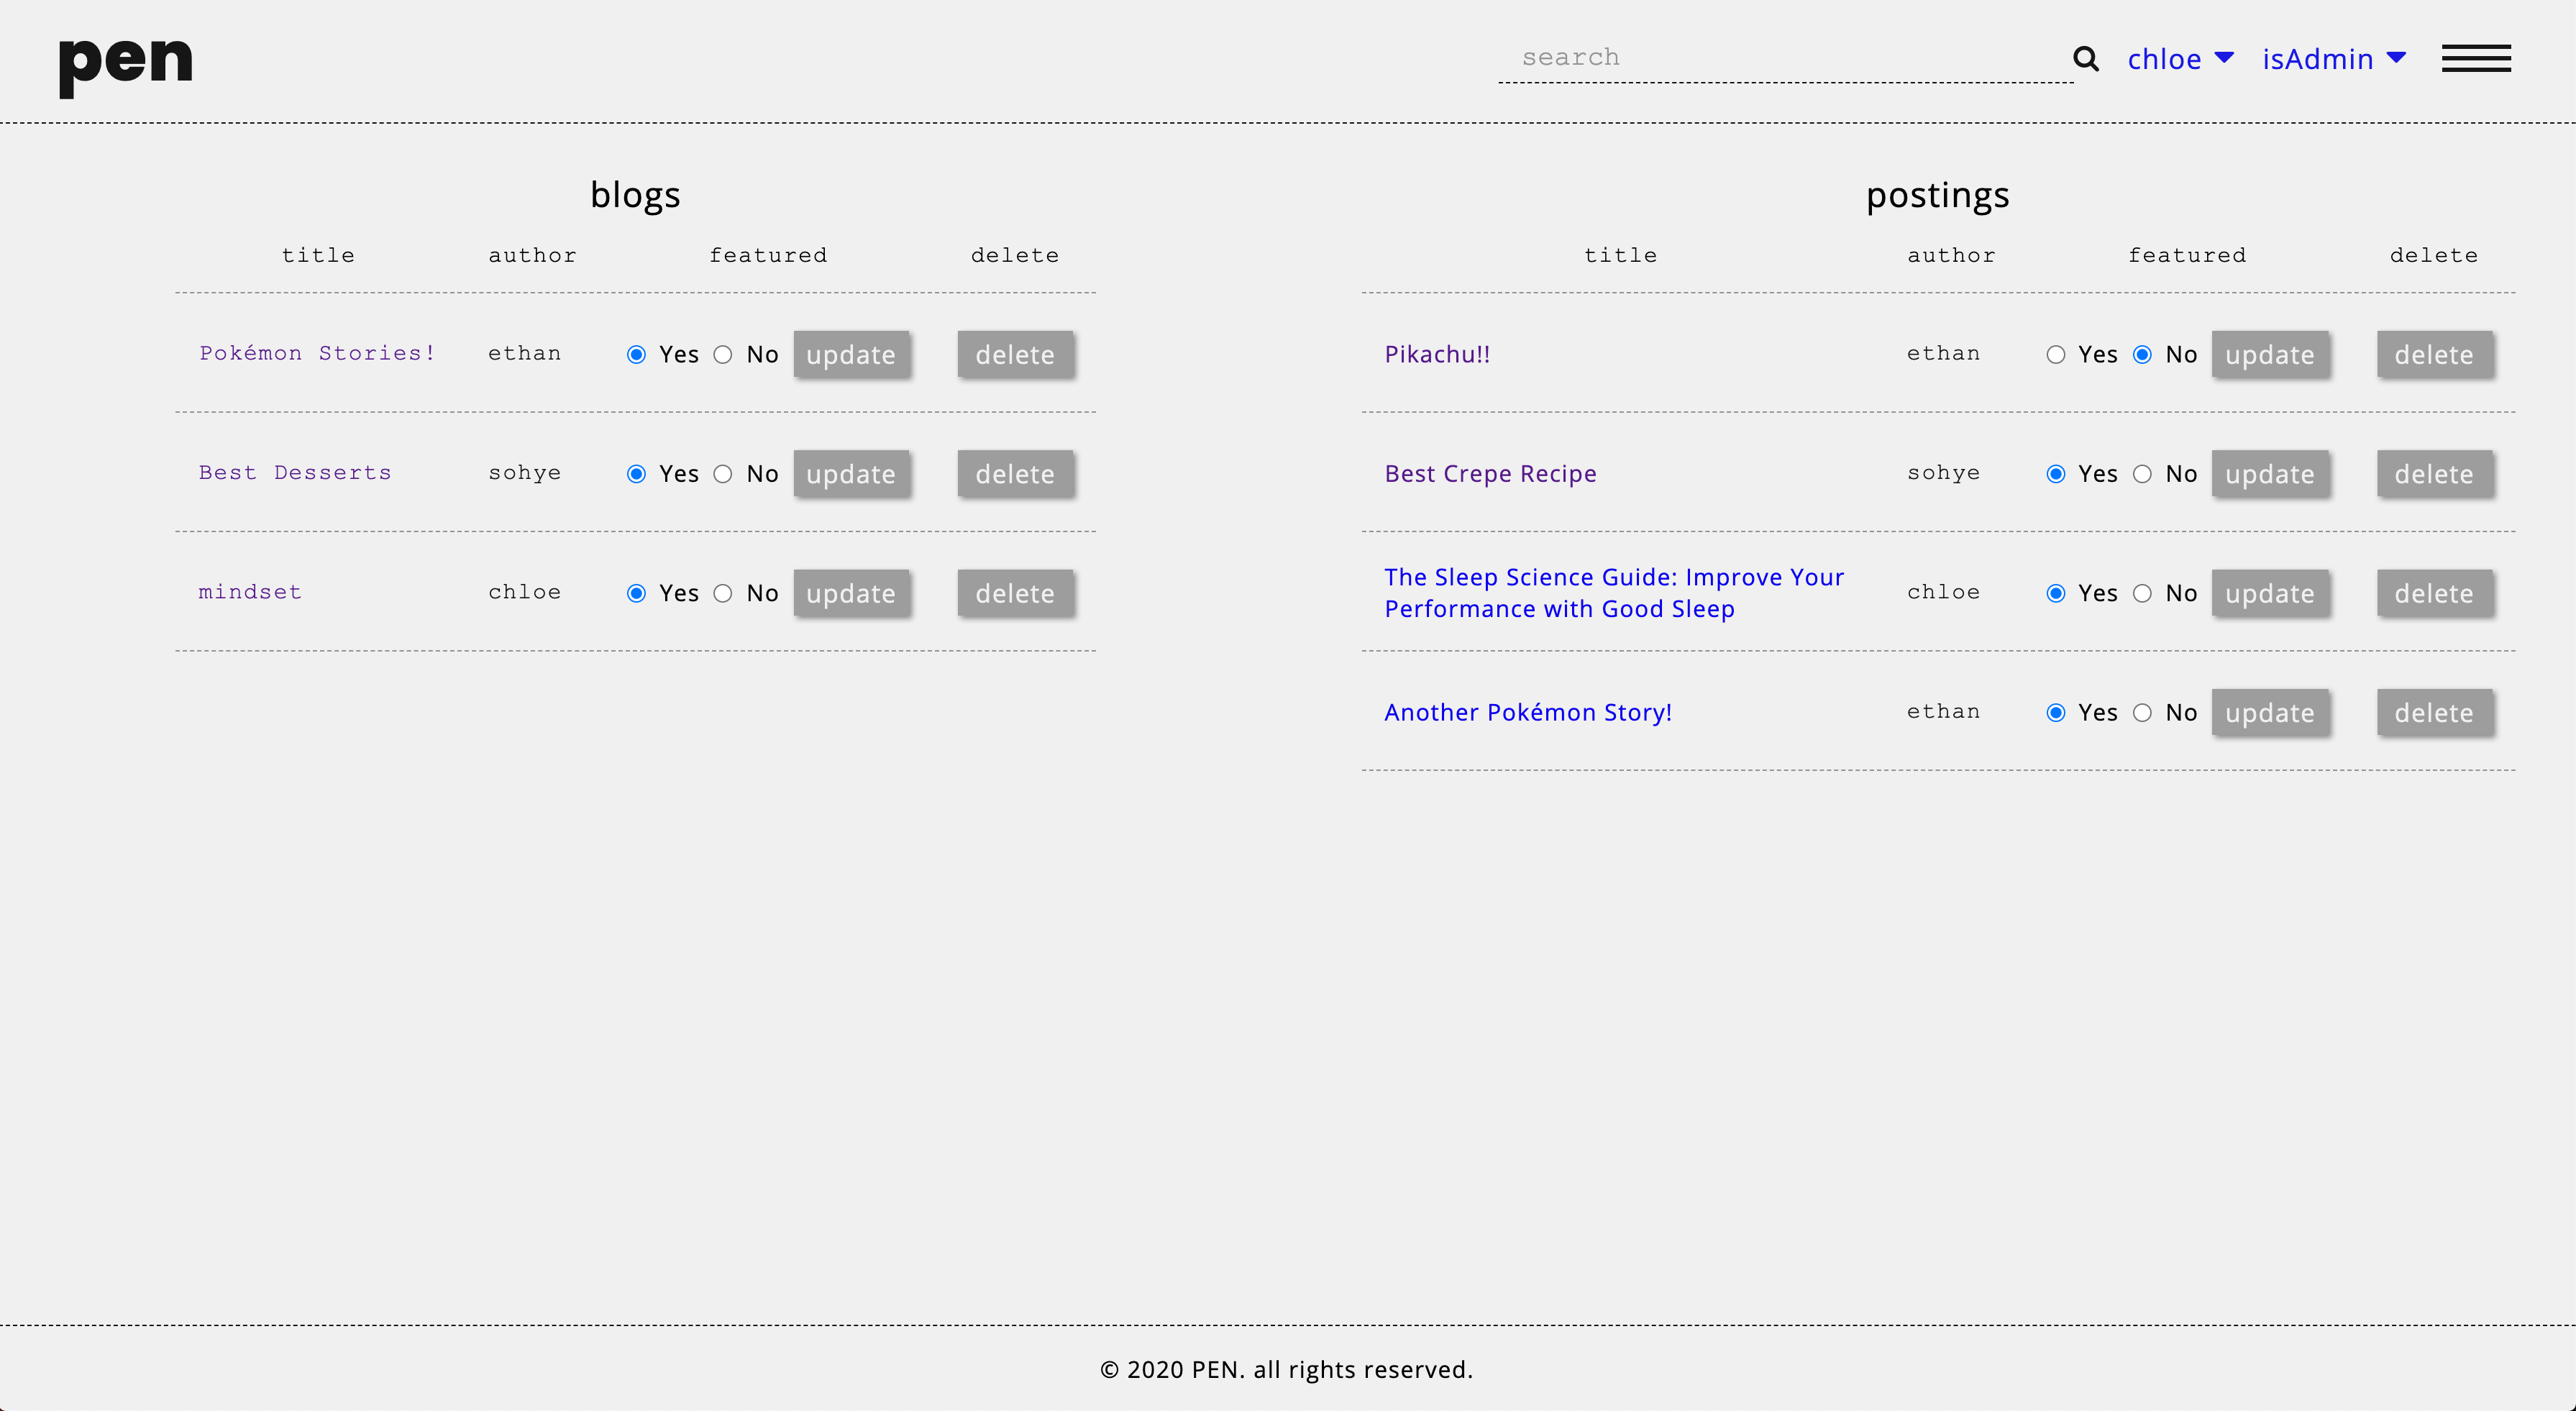 pen
search
chloe isAdmin
blogs
title author featured delete
Pokémon Stories! ethan Yes No update delete
Best Desserts sohye Yes No update delete
mindset chloe Yes No update delete
postings
title author featured delete
Pikachu!! ethan Yes No update delete
Best Crepe Recipe sohye Yes No update delete
The Sleep Science Guide: Improve Your
Performance with Good Sleep chloe Yes No update delete
Another Pokémon Story! ethan Yes No update delete
© 2020 PEN. all rights reserved.